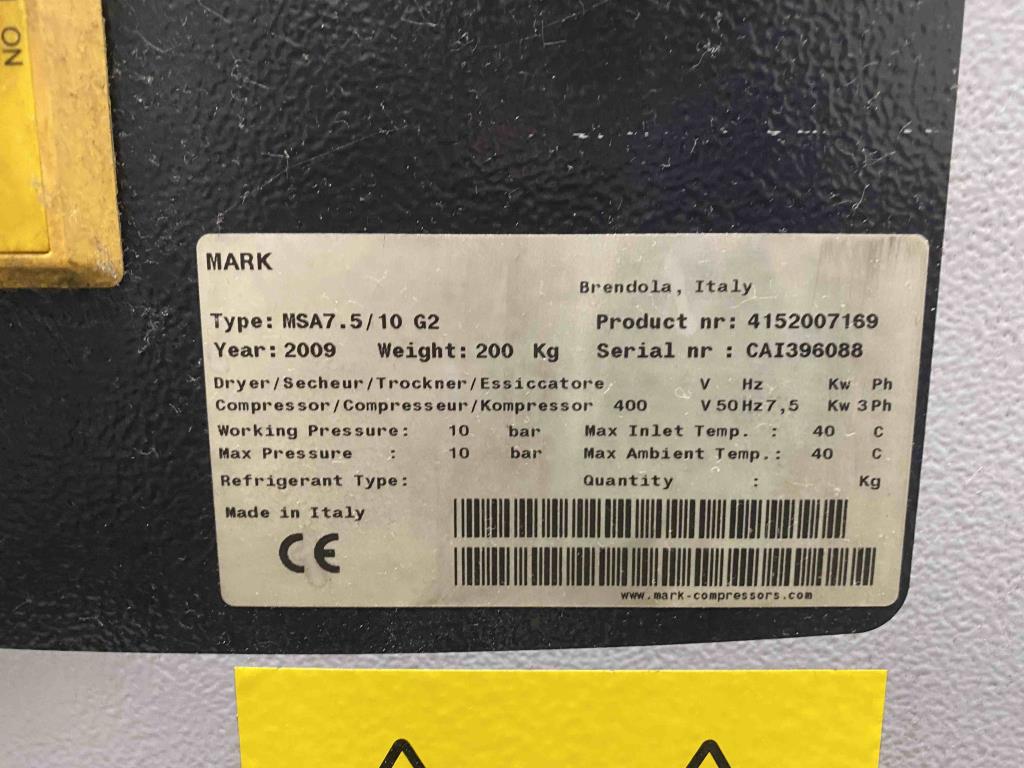 NO
MARK
Brendola, Italy
Type: MSA7.5/10 G2 Product nr: 4152007169
Year: 2009 Weight: 200 Kg Serial nr : CAI396088
Dryer/Secheur/Trockner/Essiccatore V Hz Kw Ph
Compressor/Compresseur/Kompressor 400 V 50 Hz 7,5 Kw 3 Ph
Working Pressure: 10 bar Max Inlet Temp. : 40 C
Max Pressure : 10 bar Max Ambient Temp.: 40 C
Refrigerant Type: Quantity : Kg
Made in Italy
CE
www.mark-compressors.com